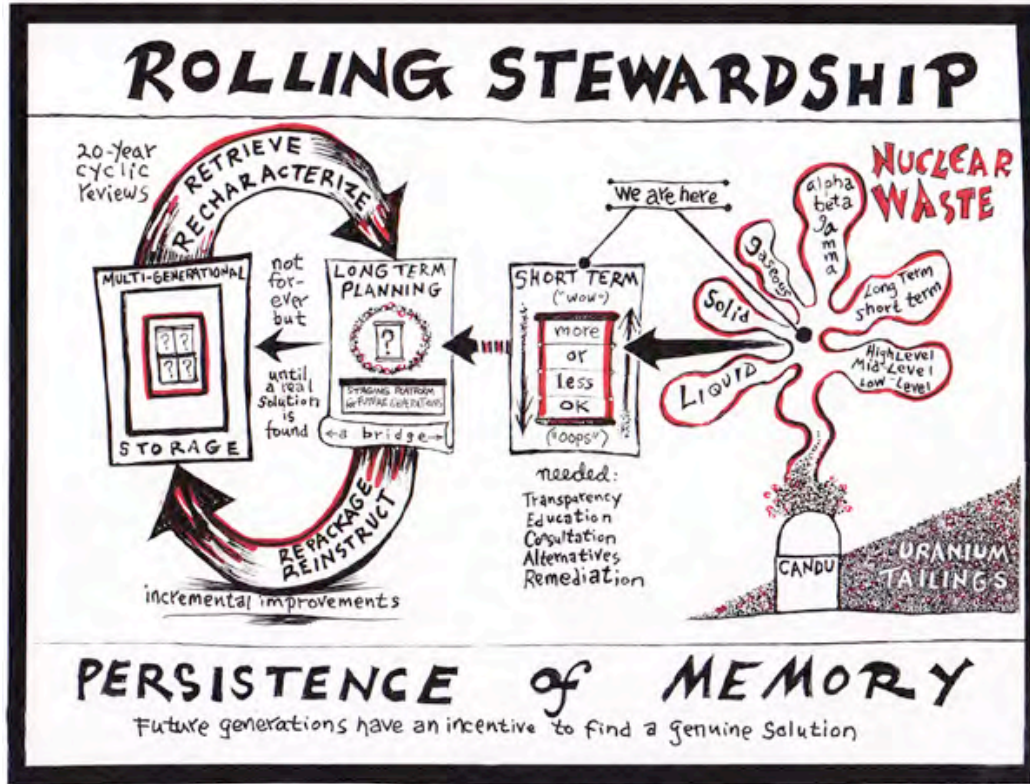 ROLLING STEWARDSHIP
20-year
cyclic
reviews
RETRIEVE
RECHARACTERIZE
MULTI-GENERATIONAL
? ?
? ?
STORAGE
not
for-
ever
but
until
a real
solution
is
found
LONG TERM
PLANNING
?
STAGING PLATFORM
FUTURE GENERATIONS
a bridge
REPACKAGE
REINSTRUCT
incremental improvements
we are here
SHORT TERM
("wow")
more
or
less
OK
("oops")
needed:
Transparency
Education
Consultation
Alternatives
Remediation
NUCLEAR
WASTE
alpha
beta
gamma
gaseous
Solid
LIQUID
Long Term
short term
High Level
Mid-Level
Low-Level
CANDU
URANIUM
TAILINGS
PERSISTENCE of MEMORY
Future generations have an incentive to find a genuine solution